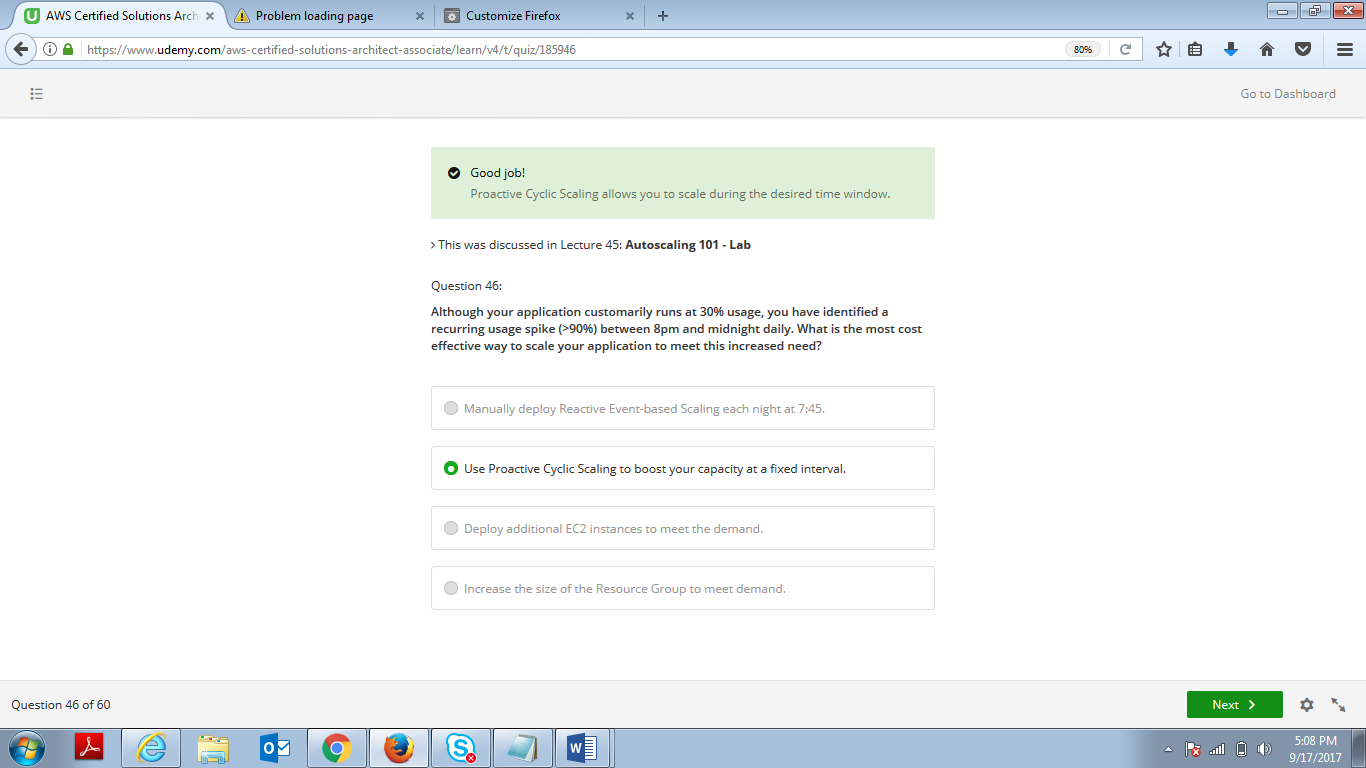 AWS Certified Solutions Arch
Problem loading page
Customize Firefox
https://www.udemy.com/aws-certified-solutions-architect-associate/learn/v4/t/quiz/185946
80%
Go to Dashboard
Good job!
Proactive Cyclic Scaling allows you to scale during the desired time window.
› This was discussed in Lecture 45: Autoscaling 101 - Lab
Question 46:
Although your application customarily runs at 30% usage, you have identified a
recurring usage spike (>90%) between 8pm and midnight daily. What is the most cost
effective way to scale your application to meet this increased need?
Manually deploy Reactive Event-based Scaling each night at 7:45.
Use Proactive Cyclic Scaling to boost your capacity at a fixed interval.
Deploy additional EC2 instances to meet the demand.
Increase the size of the Resource Group to meet demand.
Question 46 of 60
Next
5:08 PM
9/17/2017